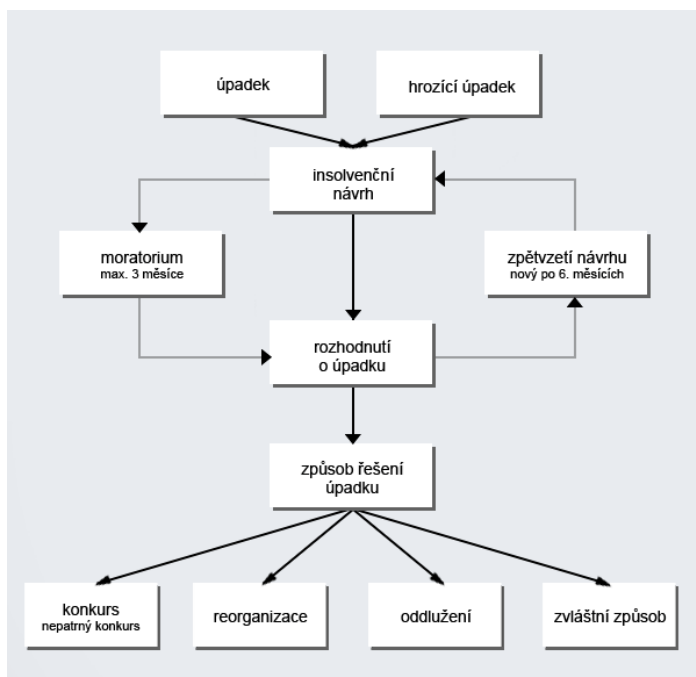 úpadek
hrozící úpadek
insolvenční
návrh
moratorium
max. 3 měsíce
zpětvzetí návrhu
nový po 6. měsících
rozhodnutí
o úpadku
způsob řešení
úpadku
konkurs
nepatrný konkurs
reorganizace
oddlužení
zvláštní způsob